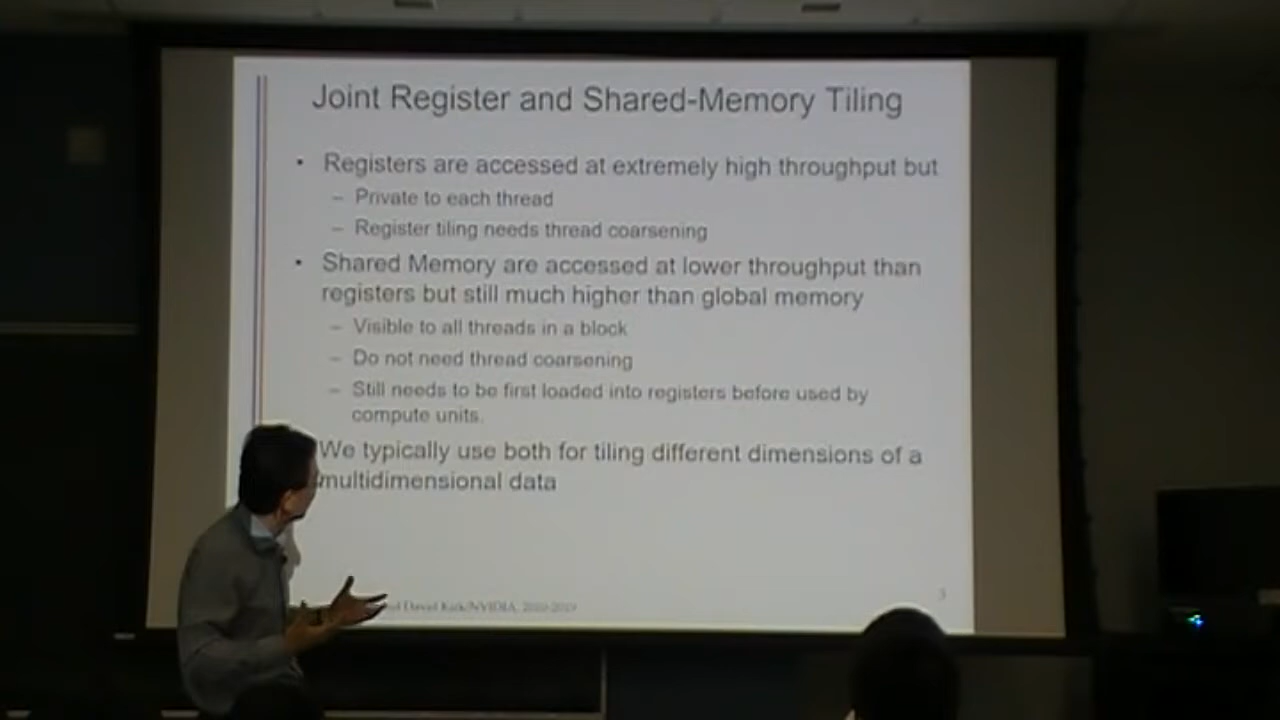 Joint Register and Shared-Memory Tiling
• Registers are accessed at extremely high throughput but
– Private to each thread
– Register tiling needs thread coarsening
• Shared Memory are accessed at lower throughput than
registers but still much higher than global memory
– Visible to all threads in a block
– Do not need thread coarsening
– Still needs to be first loaded into registers before used by
compute units.
We typically use both for tiling different dimensions of a
multidimensional data
David Kirk/NVIDIA,